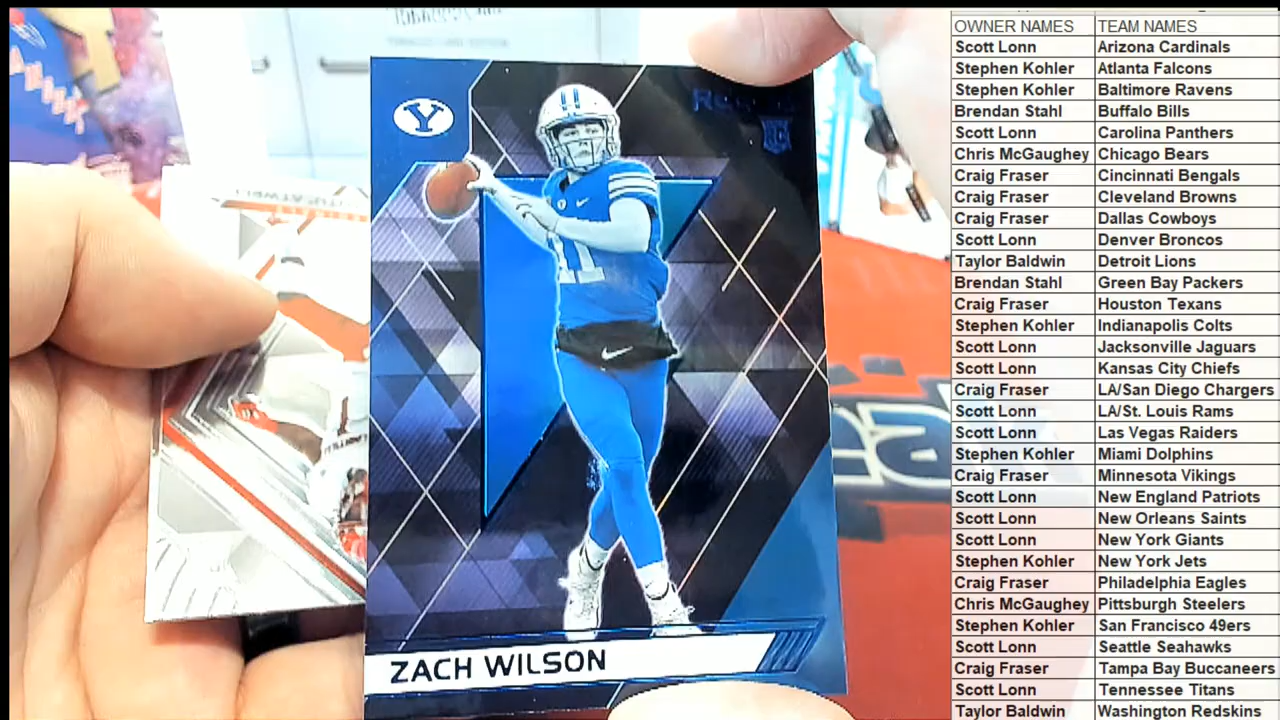 Y
RC
11
ZACH WILSON
OWNER NAMES TEAM NAMES
Scott Lonn Arizona Cardinals
Stephen Kohler Atlanta Falcons
Stephen Kohler Baltimore Ravens
Brendan Stahl Buffalo Bills
Scott Lonn Carolina Panthers
Chris McGaughey Chicago Bears
Craig Fraser Cincinnati Bengals
Craig Fraser Cleveland Browns
Craig Fraser Dallas Cowboys
Scott Lonn Denver Broncos
Taylor Baldwin Detroit Lions
Brendan Stahl Green Bay Packers
Craig Fraser Houston Texans
Stephen Kohler Indianapolis Colts
Scott Lonn Jacksonville Jaguars
Scott Lonn Kansas City Chiefs
Craig Fraser LA/San Diego Chargers
Scott Lonn LA/St. Louis Rams
Scott Lonn Las Vegas Raiders
Stephen Kohler Miami Dolphins
Craig Fraser Minnesota Vikings
Scott Lonn New England Patriots
Scott Lonn New Orleans Saints
Scott Lonn New York Giants
Stephen Kohler New York Jets
Craig Fraser Philadelphia Eagles
Chris McGaughey Pittsburgh Steelers
Stephen Kohler San Francisco 49ers
Scott Lonn Seattle Seahawks
Craig Fraser Tampa Bay Buccaneers
Scott Lonn Tennessee Titans
Taylor Baldwin Washington Redskins